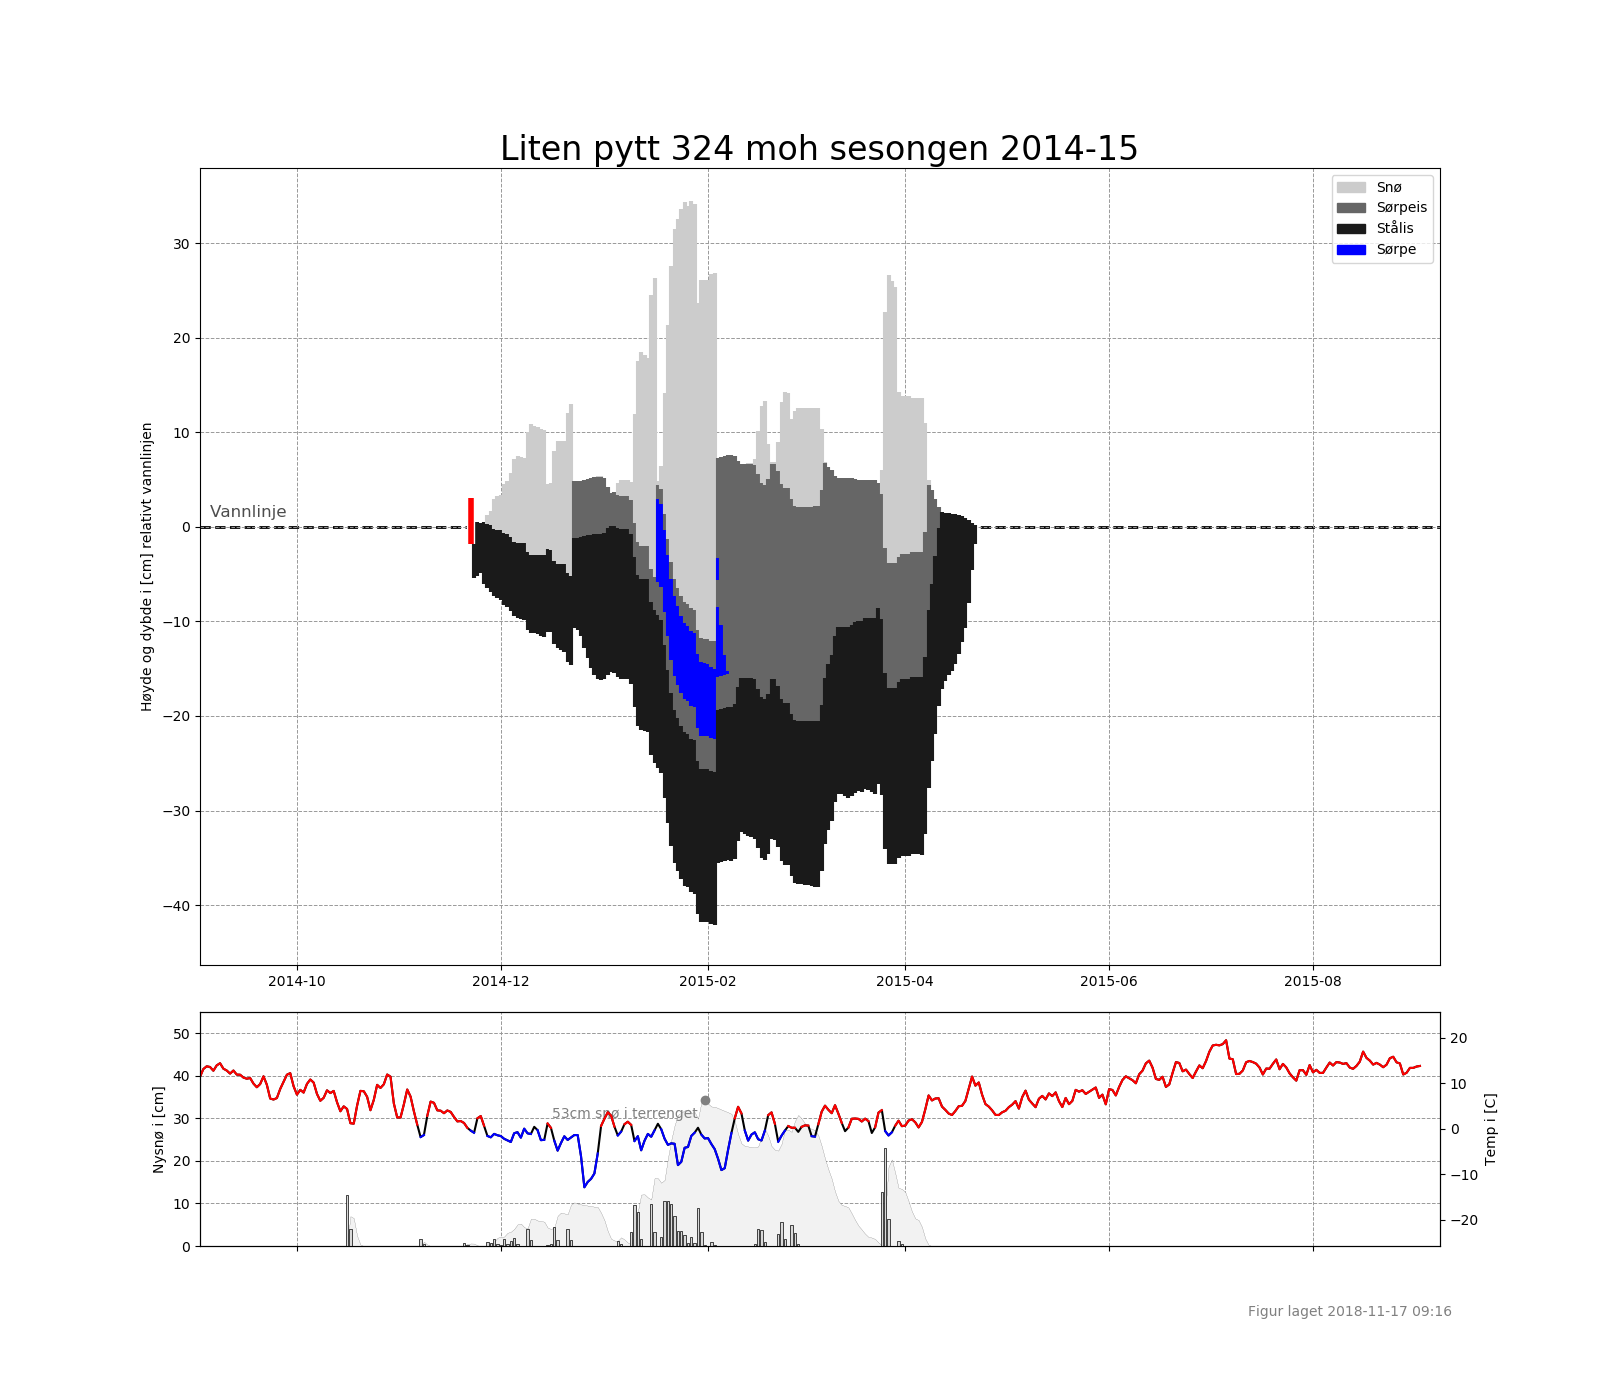 Liten pytt 324 moh sesongen 2014-15
Høyde og dybde i [cm] relativt vannlinjen
30
20
10
0
−10
−20
−30
−40
Vannlinje
Snø
Sørpeis
Stålis
Sørpe
2014-10
2014-12
2015-02
2015-04
2015-06
2015-08
Nysnø i [cm]
50
40
30
20
10
0
53cm snø i terrenget
20
10
0
−10
−20
Temp i [C]
Figur laget 2018-11-17 09:16